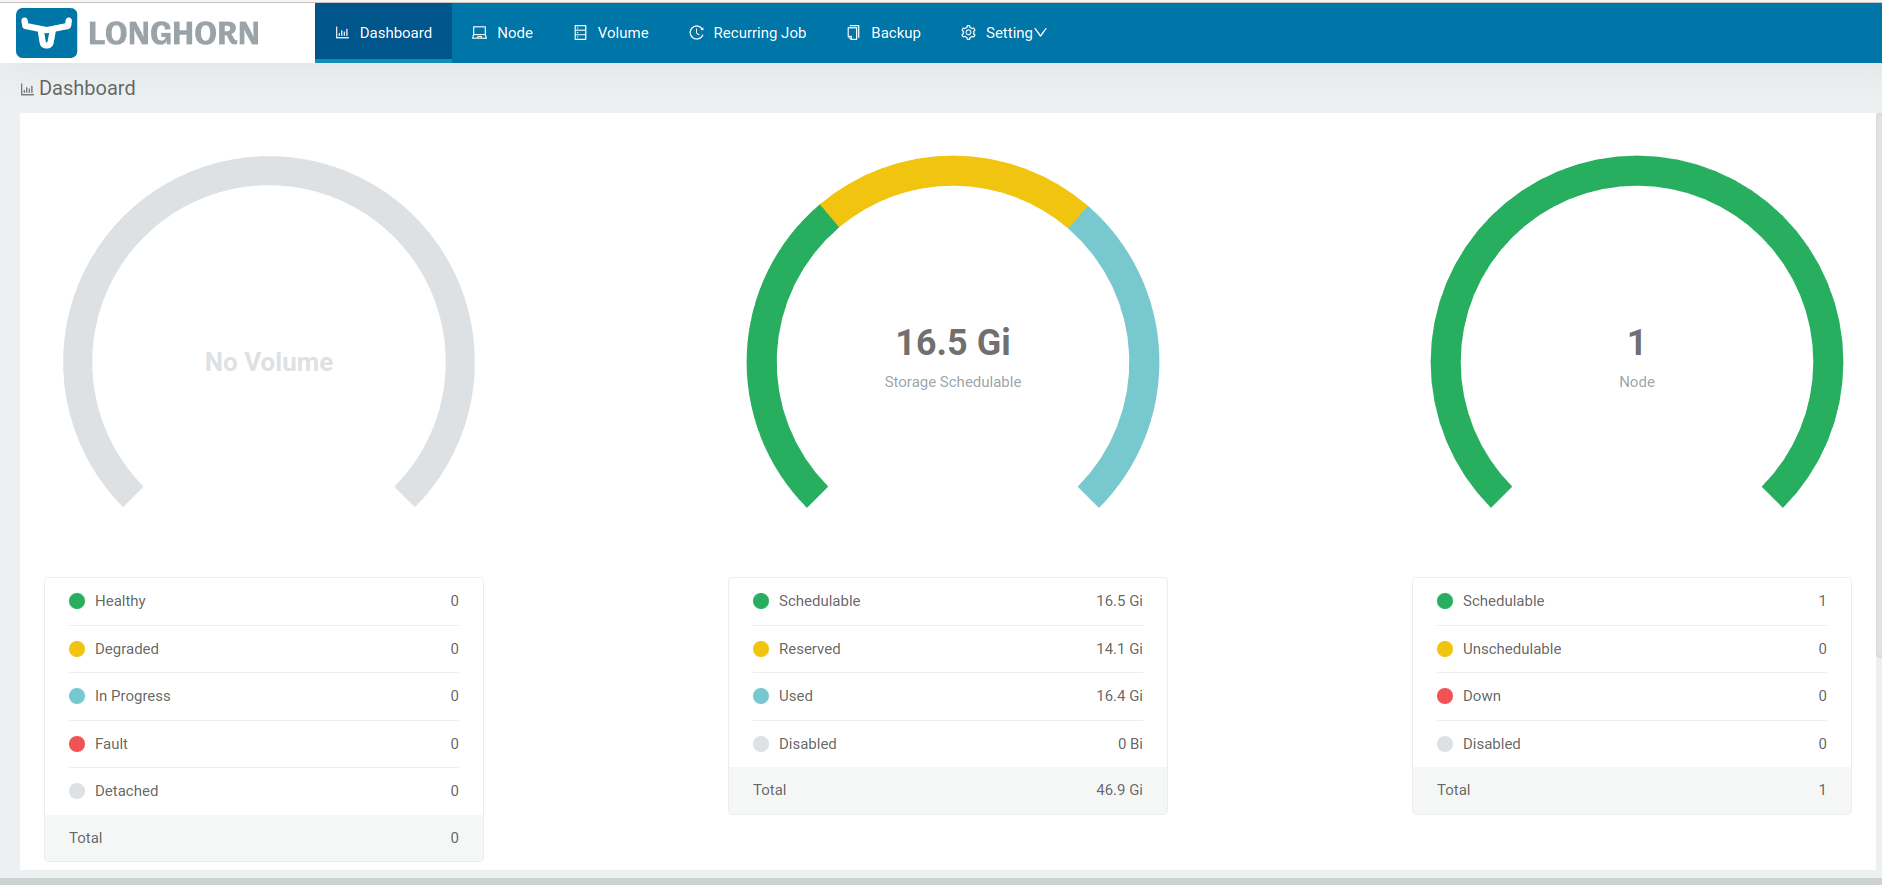 LONGHORN
Dashboard
Node
Volume
Recurring Job
Backup
Setting
Dashboard
No Volume
16.5 Gi
Storage Schedulable
1
Node
Healthy 0
Degraded 0
In Progress 0
Fault 0
Detached 0
Total 0
Schedulable 16.5 Gi
Reserved 14.1 Gi
Used 16.4 Gi
Disabled 0 Bi
Total 46.9 Gi
Schedulable 1
Unschedulable 0
Down 0
Disabled 0
Total 1